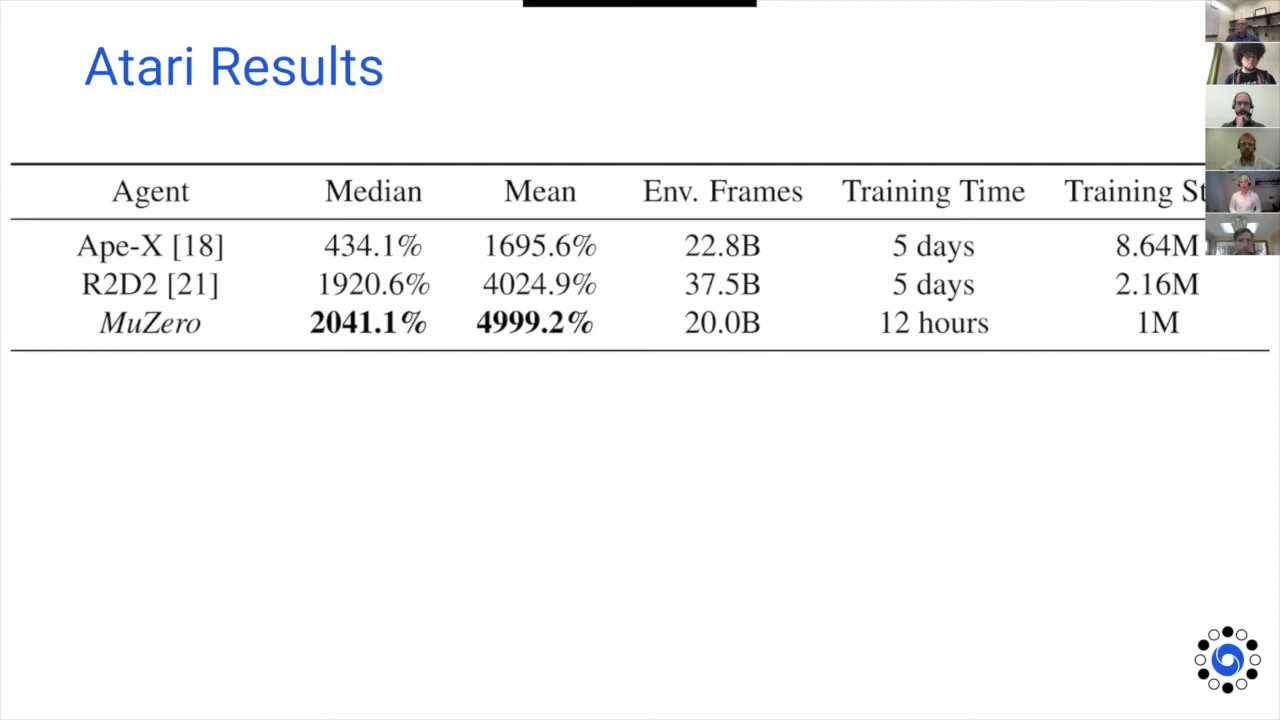 Atari Results
Agent Median Mean Env. Frames Training Time Training
Ape-X [18] 434.1% 1695.6% 22.8B 5 days 8.64M
R2D2 [21] 1920.6% 4024.9% 37.5B 5 days 2.16M
MuZero 2041.1% 4999.2% 20.0B 12 hours 1M